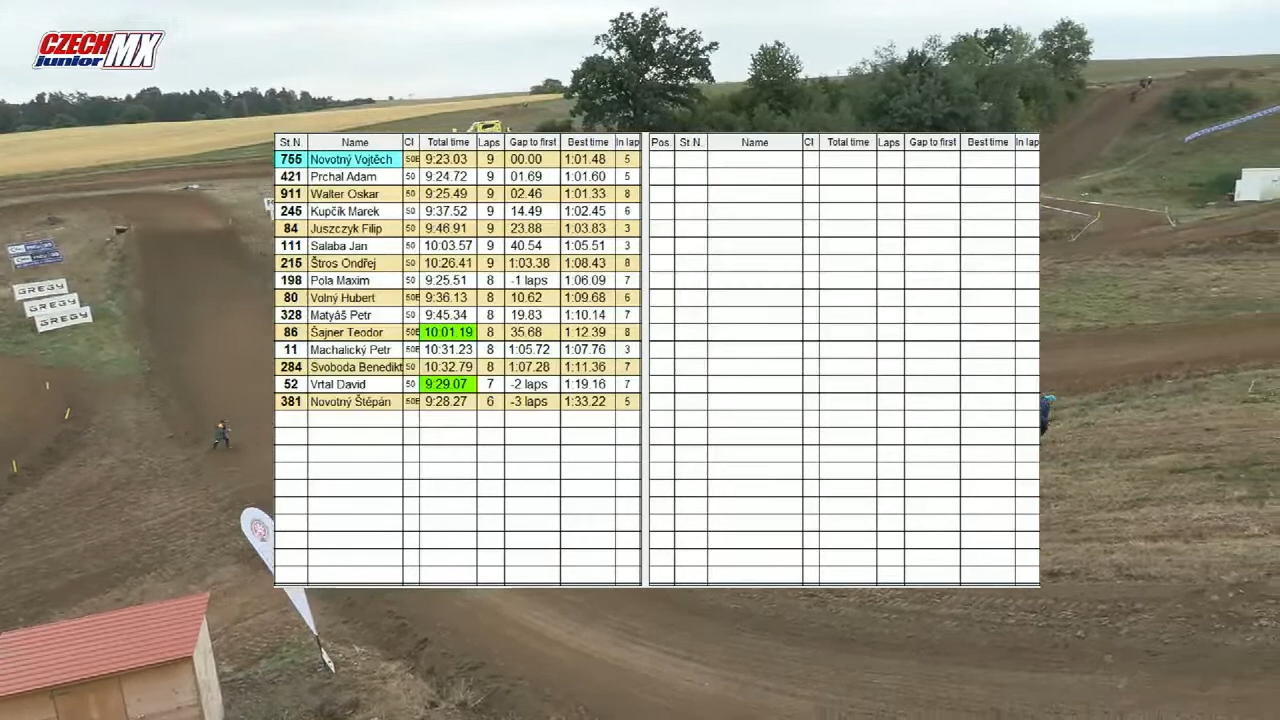 CZECH MX
junior
St.N. Name Cl Total time Laps Gap to first Best time In lap Pos. St.N. Name Cl Total time Laps Gap to first Best time In lap
755 Novotný Vojtěch 50E 9:23.03 9 00.00 1:01.48 5
421 Prchal Adam 50 9:24.72 9 01.69 1:01.60 5
911 Walter Oskar 50 9:25.49 9 02.46 1:01.33 8
245 Kupčík Marek 50 9:37.52 9 14.49 1:02.45 6
84 Juszczyk Filip 50 9:46.91 9 23.88 1:03.83 3
111 Salaba Jan 50 10:03.57 9 40.54 1:05.51 3
215 Štros Ondřej 50 10:26.41 9 1:03.38 1:08.43 8
198 Pola Maxim 50 9:25.51 8 -1 laps 1:06.09 7
80 Volný Hubert 50E 9:36.13 8 10.62 1:09.68 6
328 Matyáš Petr 50 9:45.34 8 19.83 1:10.14 7
86 Šajner Teodor 50E 10:01.19 8 35.68 1:12.39 8
11 Machalický Petr 50E 10:31.23 8 1:05.72 1:07.76 3
284 Svoboda Benedikt 50 10:32.79 8 1:07.28 1:11.36 7
52 Vrtal David 50 9:29.07 7 -2 laps 1:19.16 7
381 Novotný Štěpán 50E 9:28.27 6 -3 laps 1:33.22 5
GREGY
GREGY
GREGY